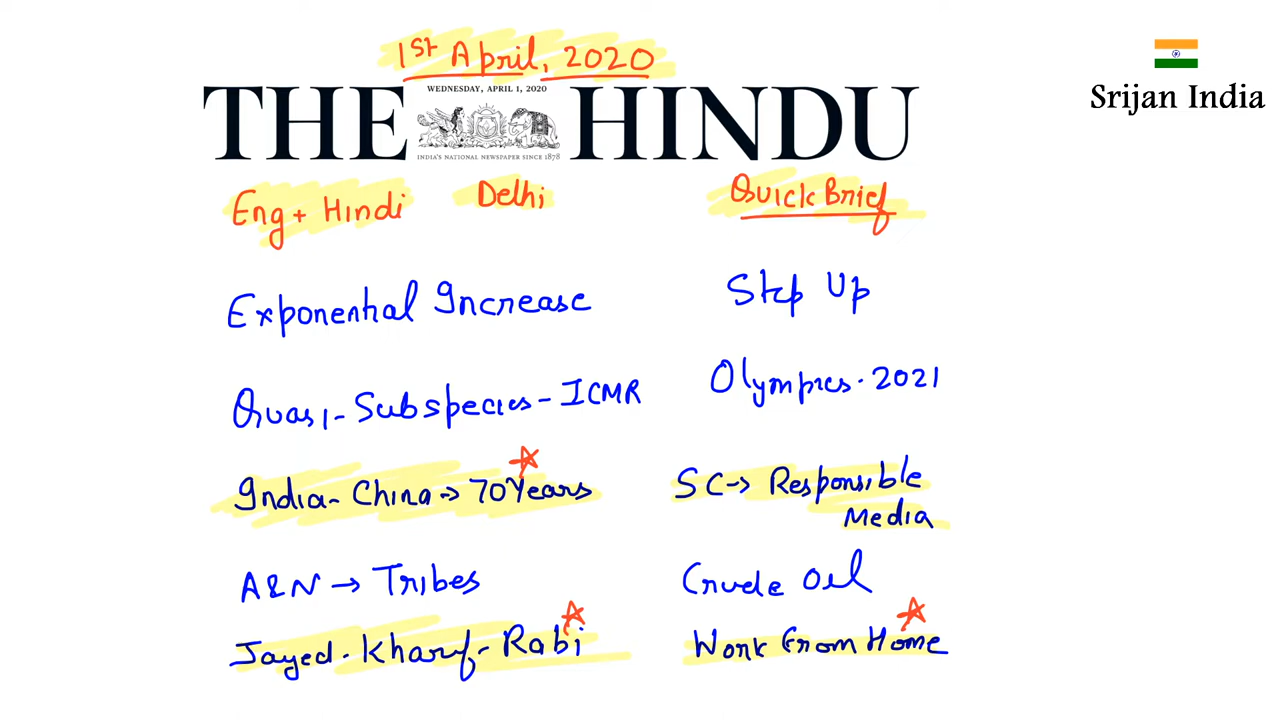 1st April, 2020
Srijan India
WEDNESDAY, APRIL 1, 2020
THE HINDU
INDIA'S NATIONAL NEWSPAPER SINCE 1878
Eng + Hindi
Delhi
Quick Brief
Exponential Increase
Step Up
Quasi-Subspecies-ICMR
Olympics-2021
India-China→70 Years
SC→Responsible
Media
A&N→Tribes
Crude Oil
Jayed-Kharif-Rabi
Work From Home